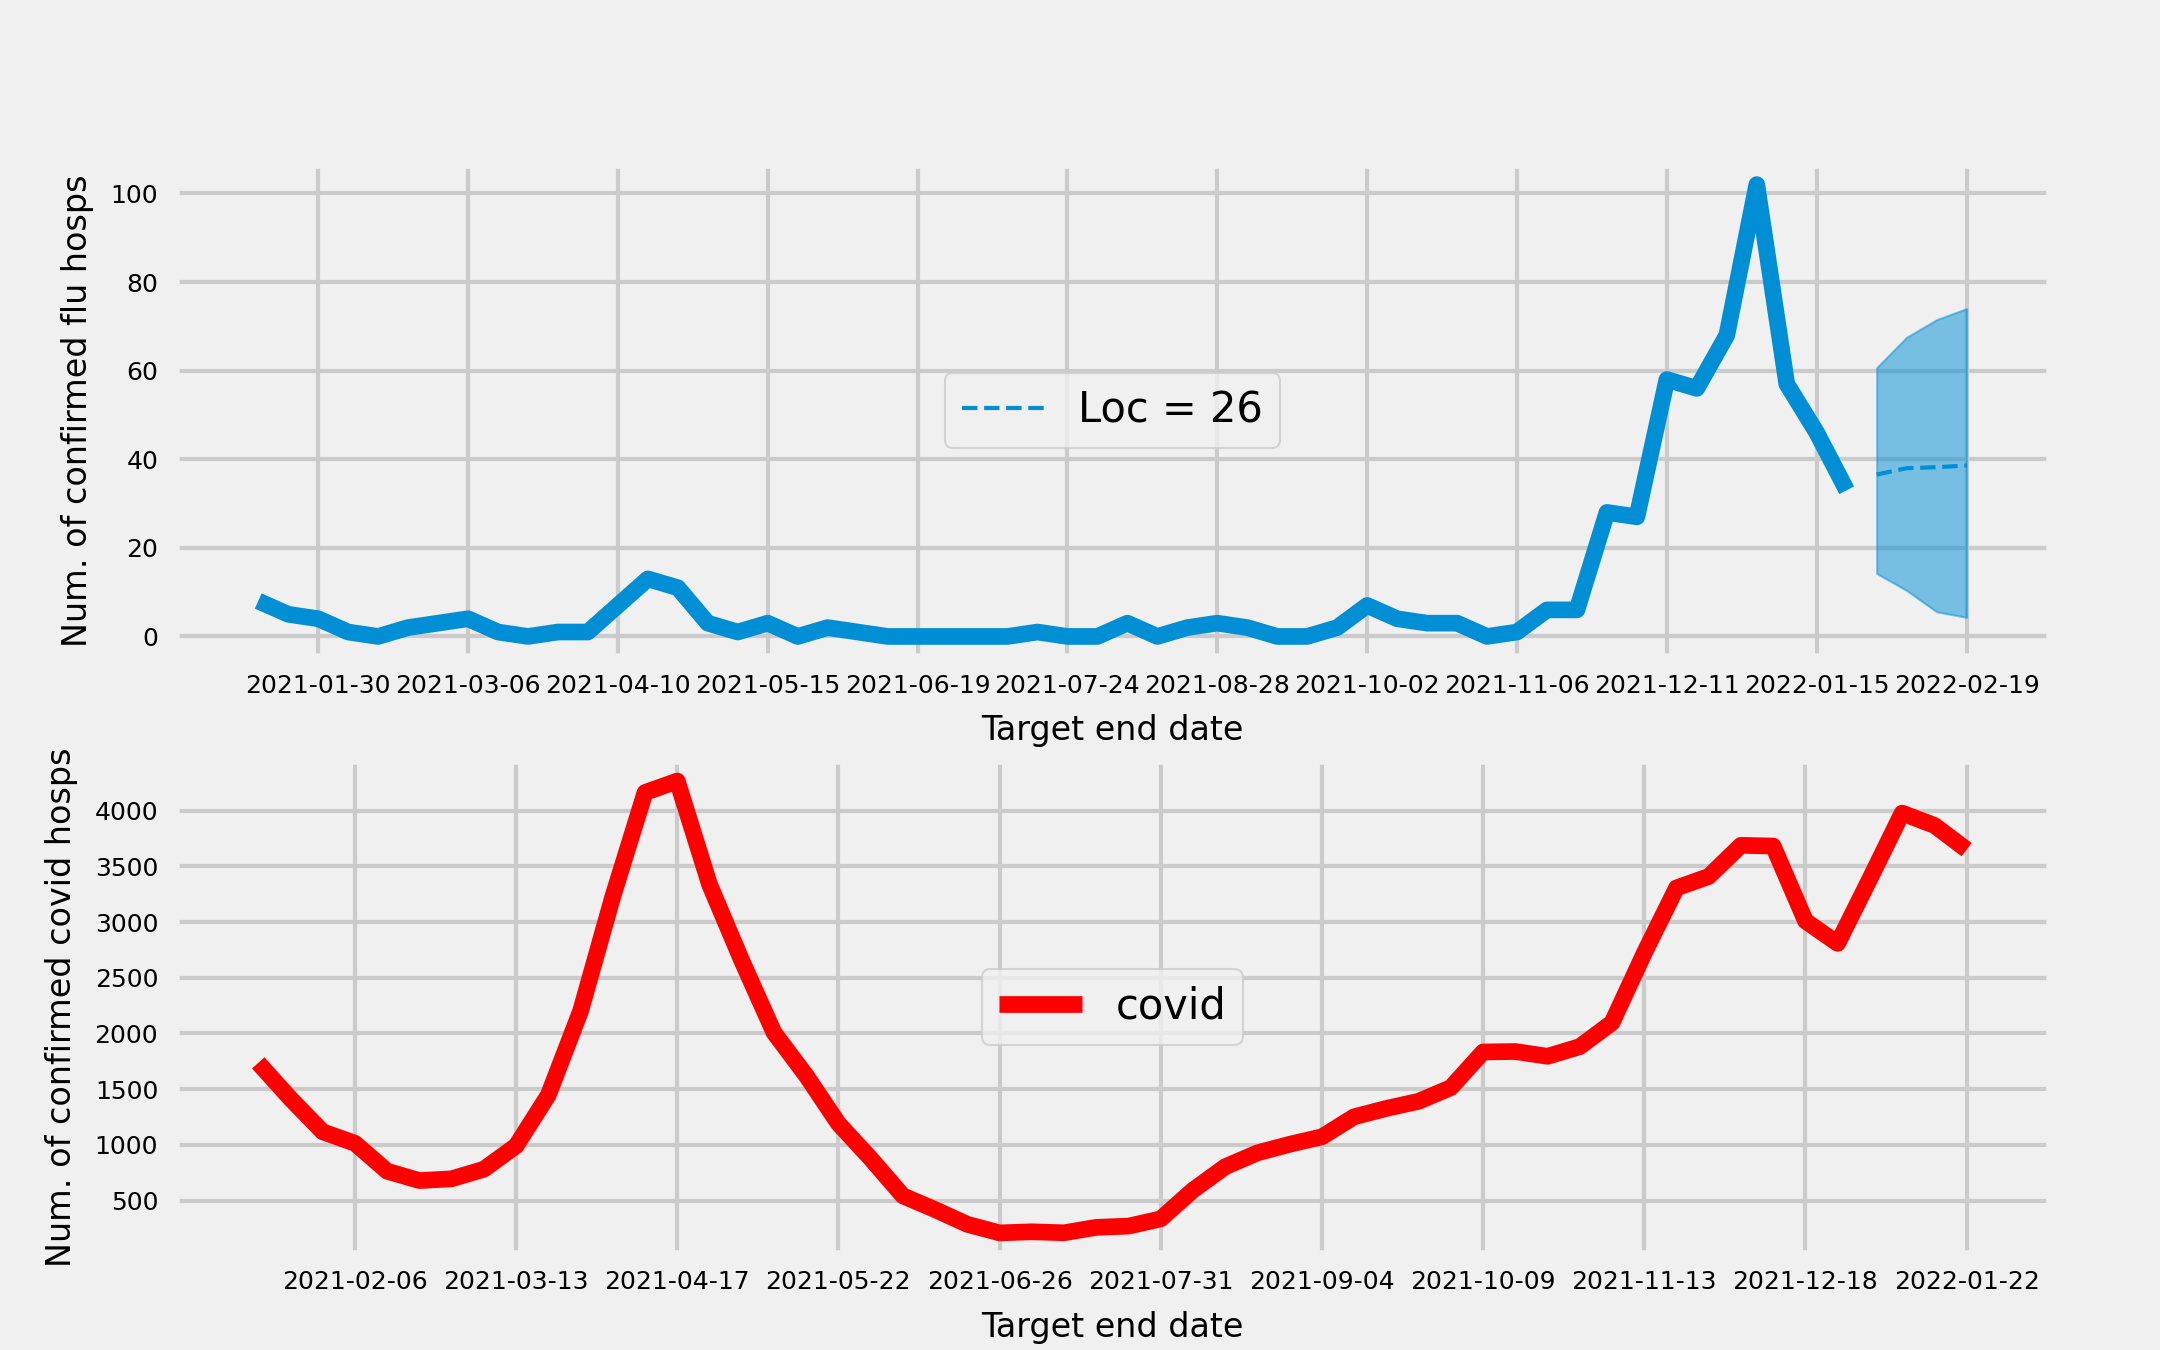 Num. of confirmed flu hosps
100
80
60
40
20
0
Loc = 26
2021-01-30 2021-03-06 2021-04-10 2021-05-15 2021-06-19 2021-07-24 2021-08-28 2021-10-02 2021-11-06 2021-12-11 2022-01-15 2022-02-19
Target end date
Num. of confirmed covid hosps
4000
3500
3000
2500
2000
1500
1000
500
covid
2021-02-06 2021-03-13 2021-04-17 2021-05-22 2021-06-26 2021-07-31 2021-09-04 2021-10-09 2021-11-13 2021-12-18 2022-01-22
Target end date